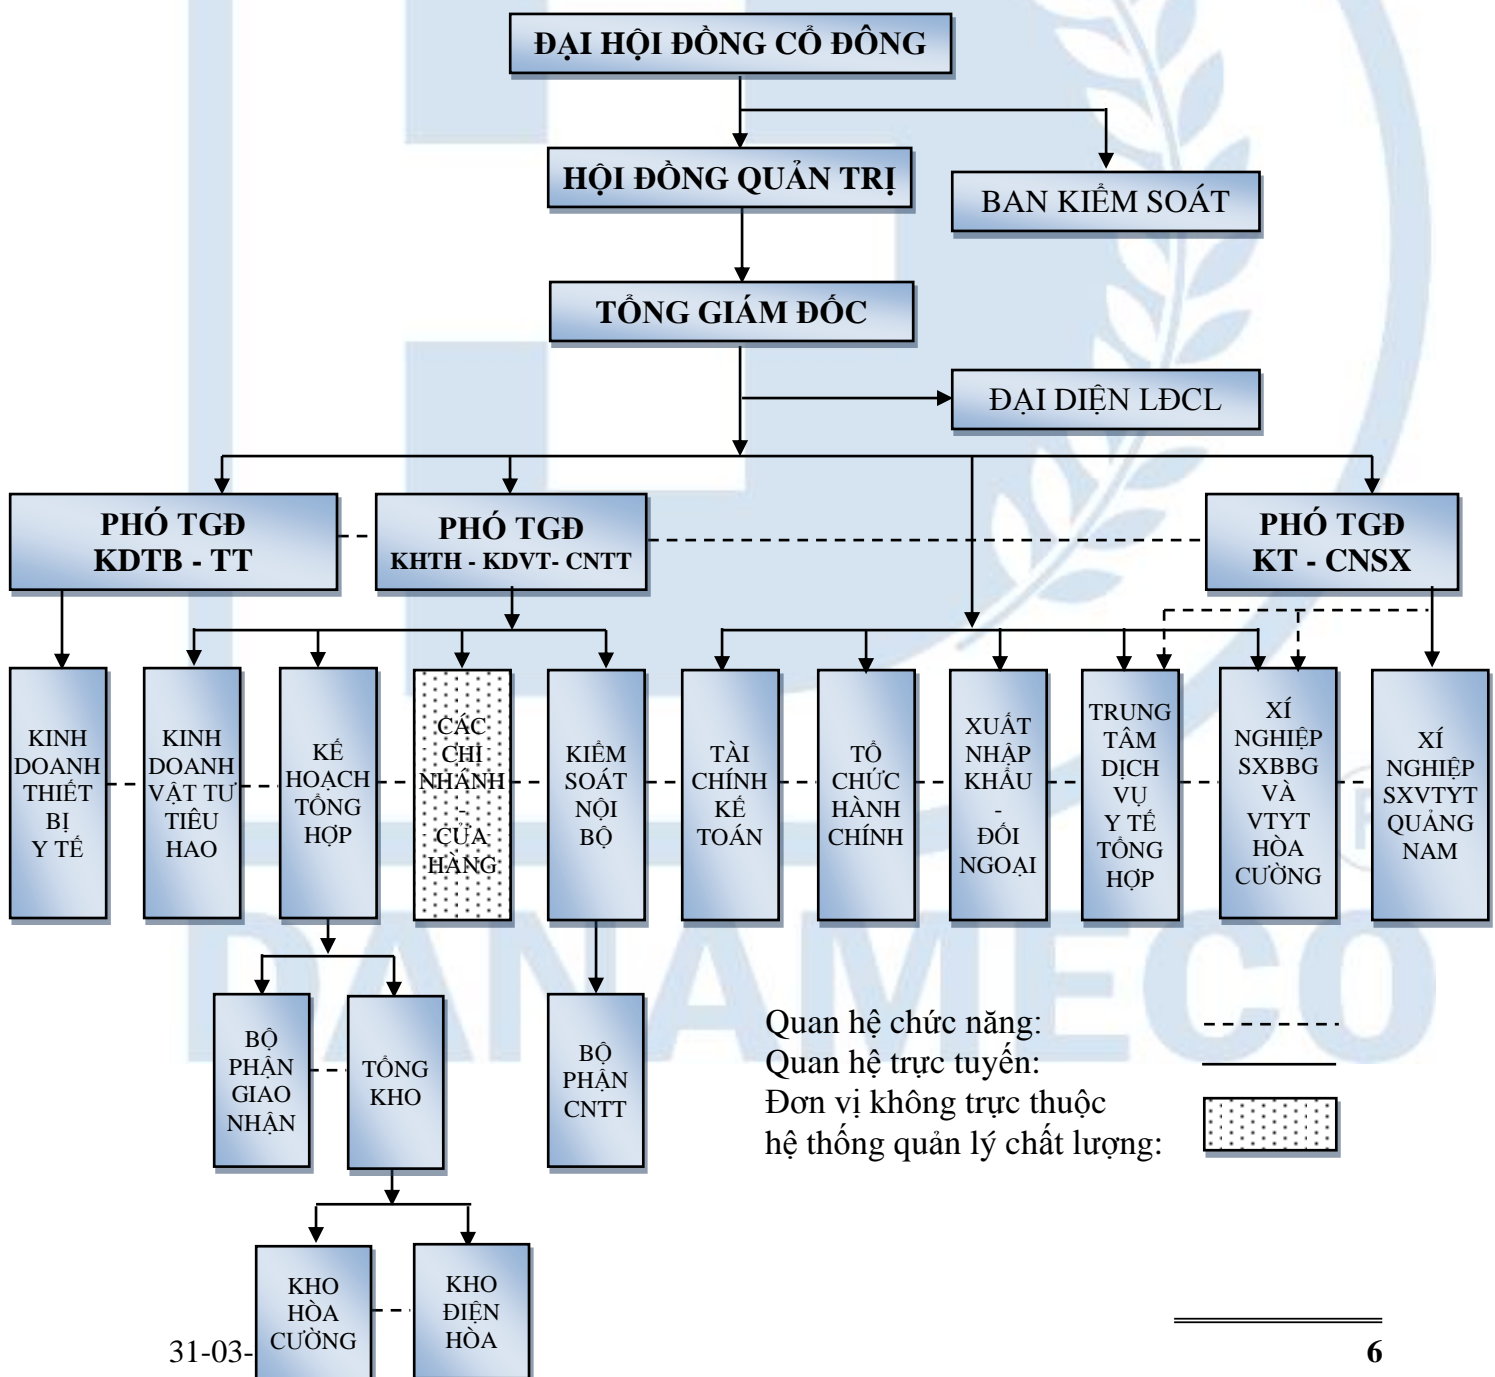 ĐẠI HỘI ĐỒNG CỔ ĐÔNG
HỘI ĐỒNG QUẢN TRỊ
BAN KIỂM SOÁT
TỔNG GIÁM ĐỐC
ĐẠI DIỆN LĐCL
PHÓ TGĐ
KDTB - TT
PHÓ TGĐ
KHTH - KDVT- CNTT
PHÓ TGĐ
KT - CNSX
KINH
DOANH
THIẾT
BỊ
Y TẾ
KINH
DOANH
VẬT TƯ
TIÊU
HAO
KẾ
HOẠCH
TỔNG
HỢP
CÁC
CHI
NHÁNH
-
CỬA
HÀNG
KIỂM
SOÁT
NỘI
BỘ
TÀI
CHÍNH
KẾ
TOÁN
TỔ
CHỨC
HÀNH
CHÍNH
XUẤT
NHẬP
KHẨU
-
ĐỐI
NGOẠI
TRUNG
TÂM
DỊCH
VỤ
Y TẾ
TỔNG
HỢP
XÍ
NGHIỆP
SXBBG
VÀ
VTYT
HÒA
CƯỜNG
XÍ
NGHIỆP
SXVTYT
QUẢNG
NAM
DANAMECO
BỘ
PHẬN
GIAO
NHẬN
TỔNG
KHO
BỘ
PHẬN
CNTT
Quan hệ chức năng:
Quan hệ trực tuyến:
Đơn vị không trực thuộc
hệ thống quản lý chất lượng:
KHO
HÒA
CƯỜNG
KHO
ĐIỆN
HÒA
31-03-
6